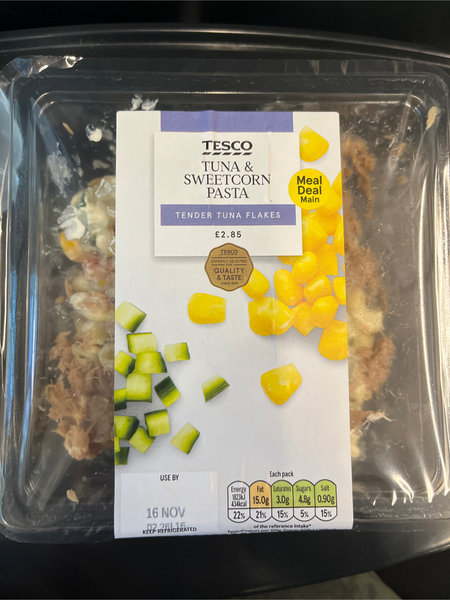 TESCO
TUNA &
SWEETCORN
PASTA
TENDER TUNA FLAKES
£2.85
Meal
Deal
Main
TESCO
QUALITY
& TASTE
USE BY
16 NOV
KEEP REFRIGERATED
Each pack
Energy
434kcal
22%
Fat
15.0g
21%
Saturates
3.0g
15%
Sugars
4.8g
5%
Salt
0.90g
15%
of the reference intake*